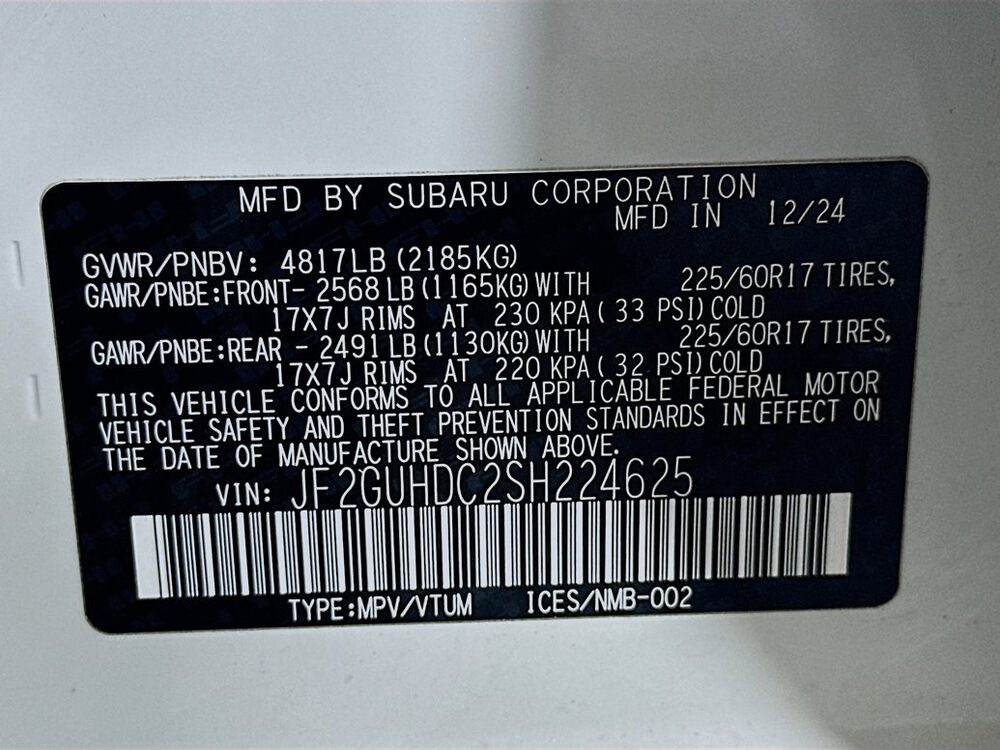 MFD BY SUBARU CORPORATION
MFD IN 12/24
GVWR/PNBV: 4817LB (2185KG)
GAWR/PNBE:FRONT- 2568 LB (1165KG) WITH 225/60R17 TIRES,
17X7J RIMS AT 230 KPA ( 33 PSI) COLD
GAWR/PNBE:REAR - 2491 LB (1130KG) WITH 225/60R17 TIRES,
17X7J RIMS AT 220 KPA ( 32 PSI) COLD
THIS VEHICLE CONFORMS TO ALL APPLICABLE FEDERAL MOTOR
VEHICLE SAFETY AND THEFT PREVENTION STANDARDS IN EFFECT ON
THE DATE OF MANUFACTURE SHOWN ABOVE.
VIN: JF2GUHDC2SH224625
TYPE:MPV/VTUM ICES/NMB-002